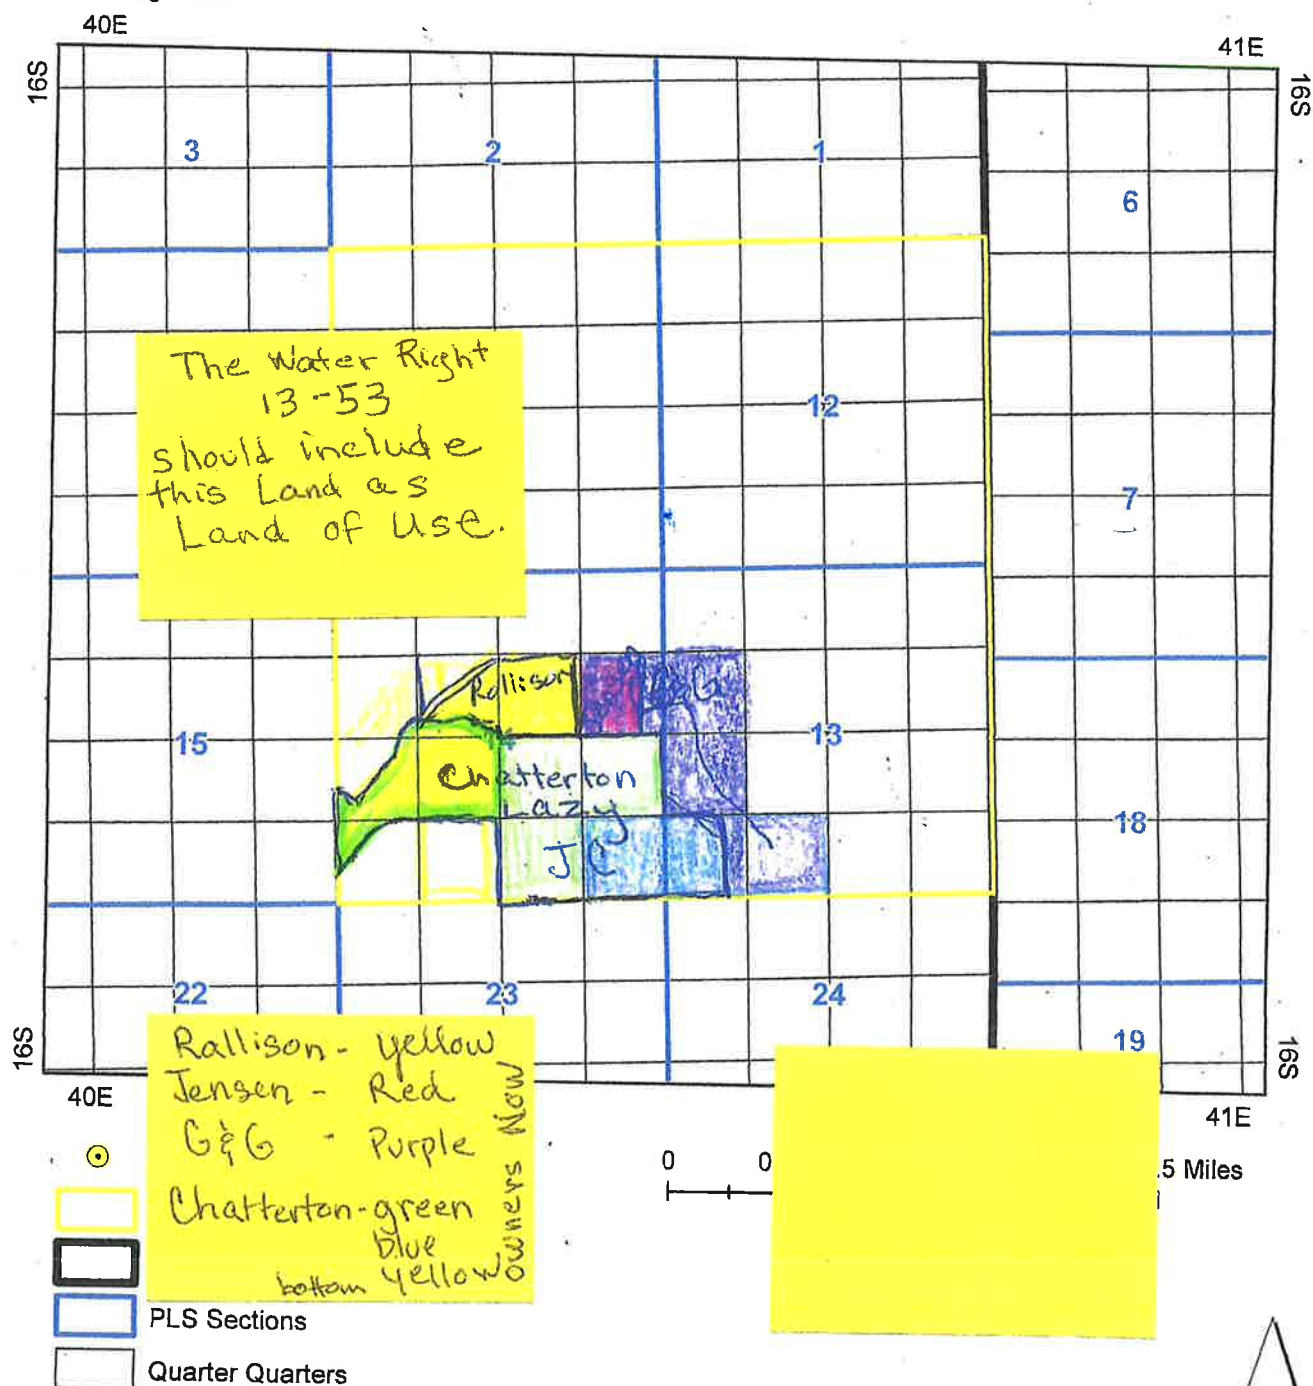 40E
41E
16S
16S
3
2
1
6
The Water Right
13-53
should include
this Land as
Land of Use.
12
7
Rallison
G&G
15
13
Chatterton
Lazy
JC
18
22
23
24
19
16S
16S
40E
41E
Rallison - yellow
Jensen - Red
G&G - Purple
Chatterton - green
blue
bottom yellow
owners Now
0
0
.5 Miles
PLS Sections
Quarter Quarters